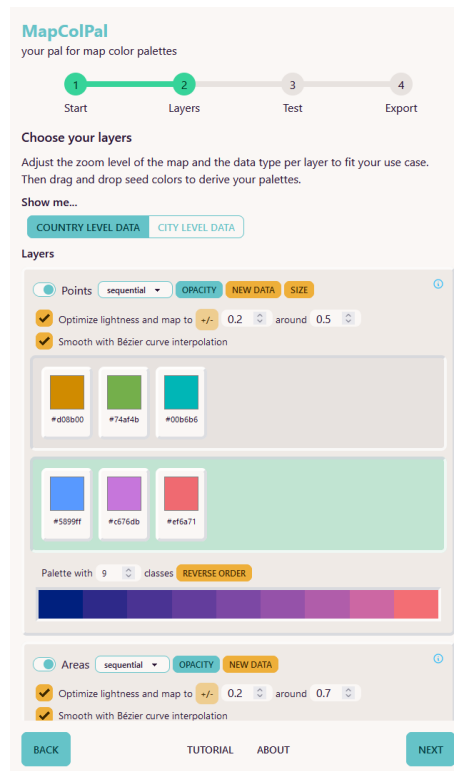 MapColPal
your pal for map color palettes
1 2 3 4
Start Layers Test Export
Choose your layers
Adjust the zoom level of the map and the data type per layer to fit your use case.
Then drag and drop seed colors to derive your palettes.
Show me...
COUNTRY LEVEL DATA CITY LEVEL DATA
Layers
Points sequential OPACITY NEW DATA SIZE
Optimize lightness and map to +/- 0.2 around 0.5
Smooth with Bézier curve interpolation
#d08b00 #74af4b #00b6b6
#5899ff #c676db #ef6a71
Palette with 9 classes REVERSE ORDER
Areas sequential OPACITY NEW DATA
Optimize lightness and map to +/- 0.2 around 0.7
Smooth with Bézier curve interpolation
BACK TUTORIAL ABOUT NEXT